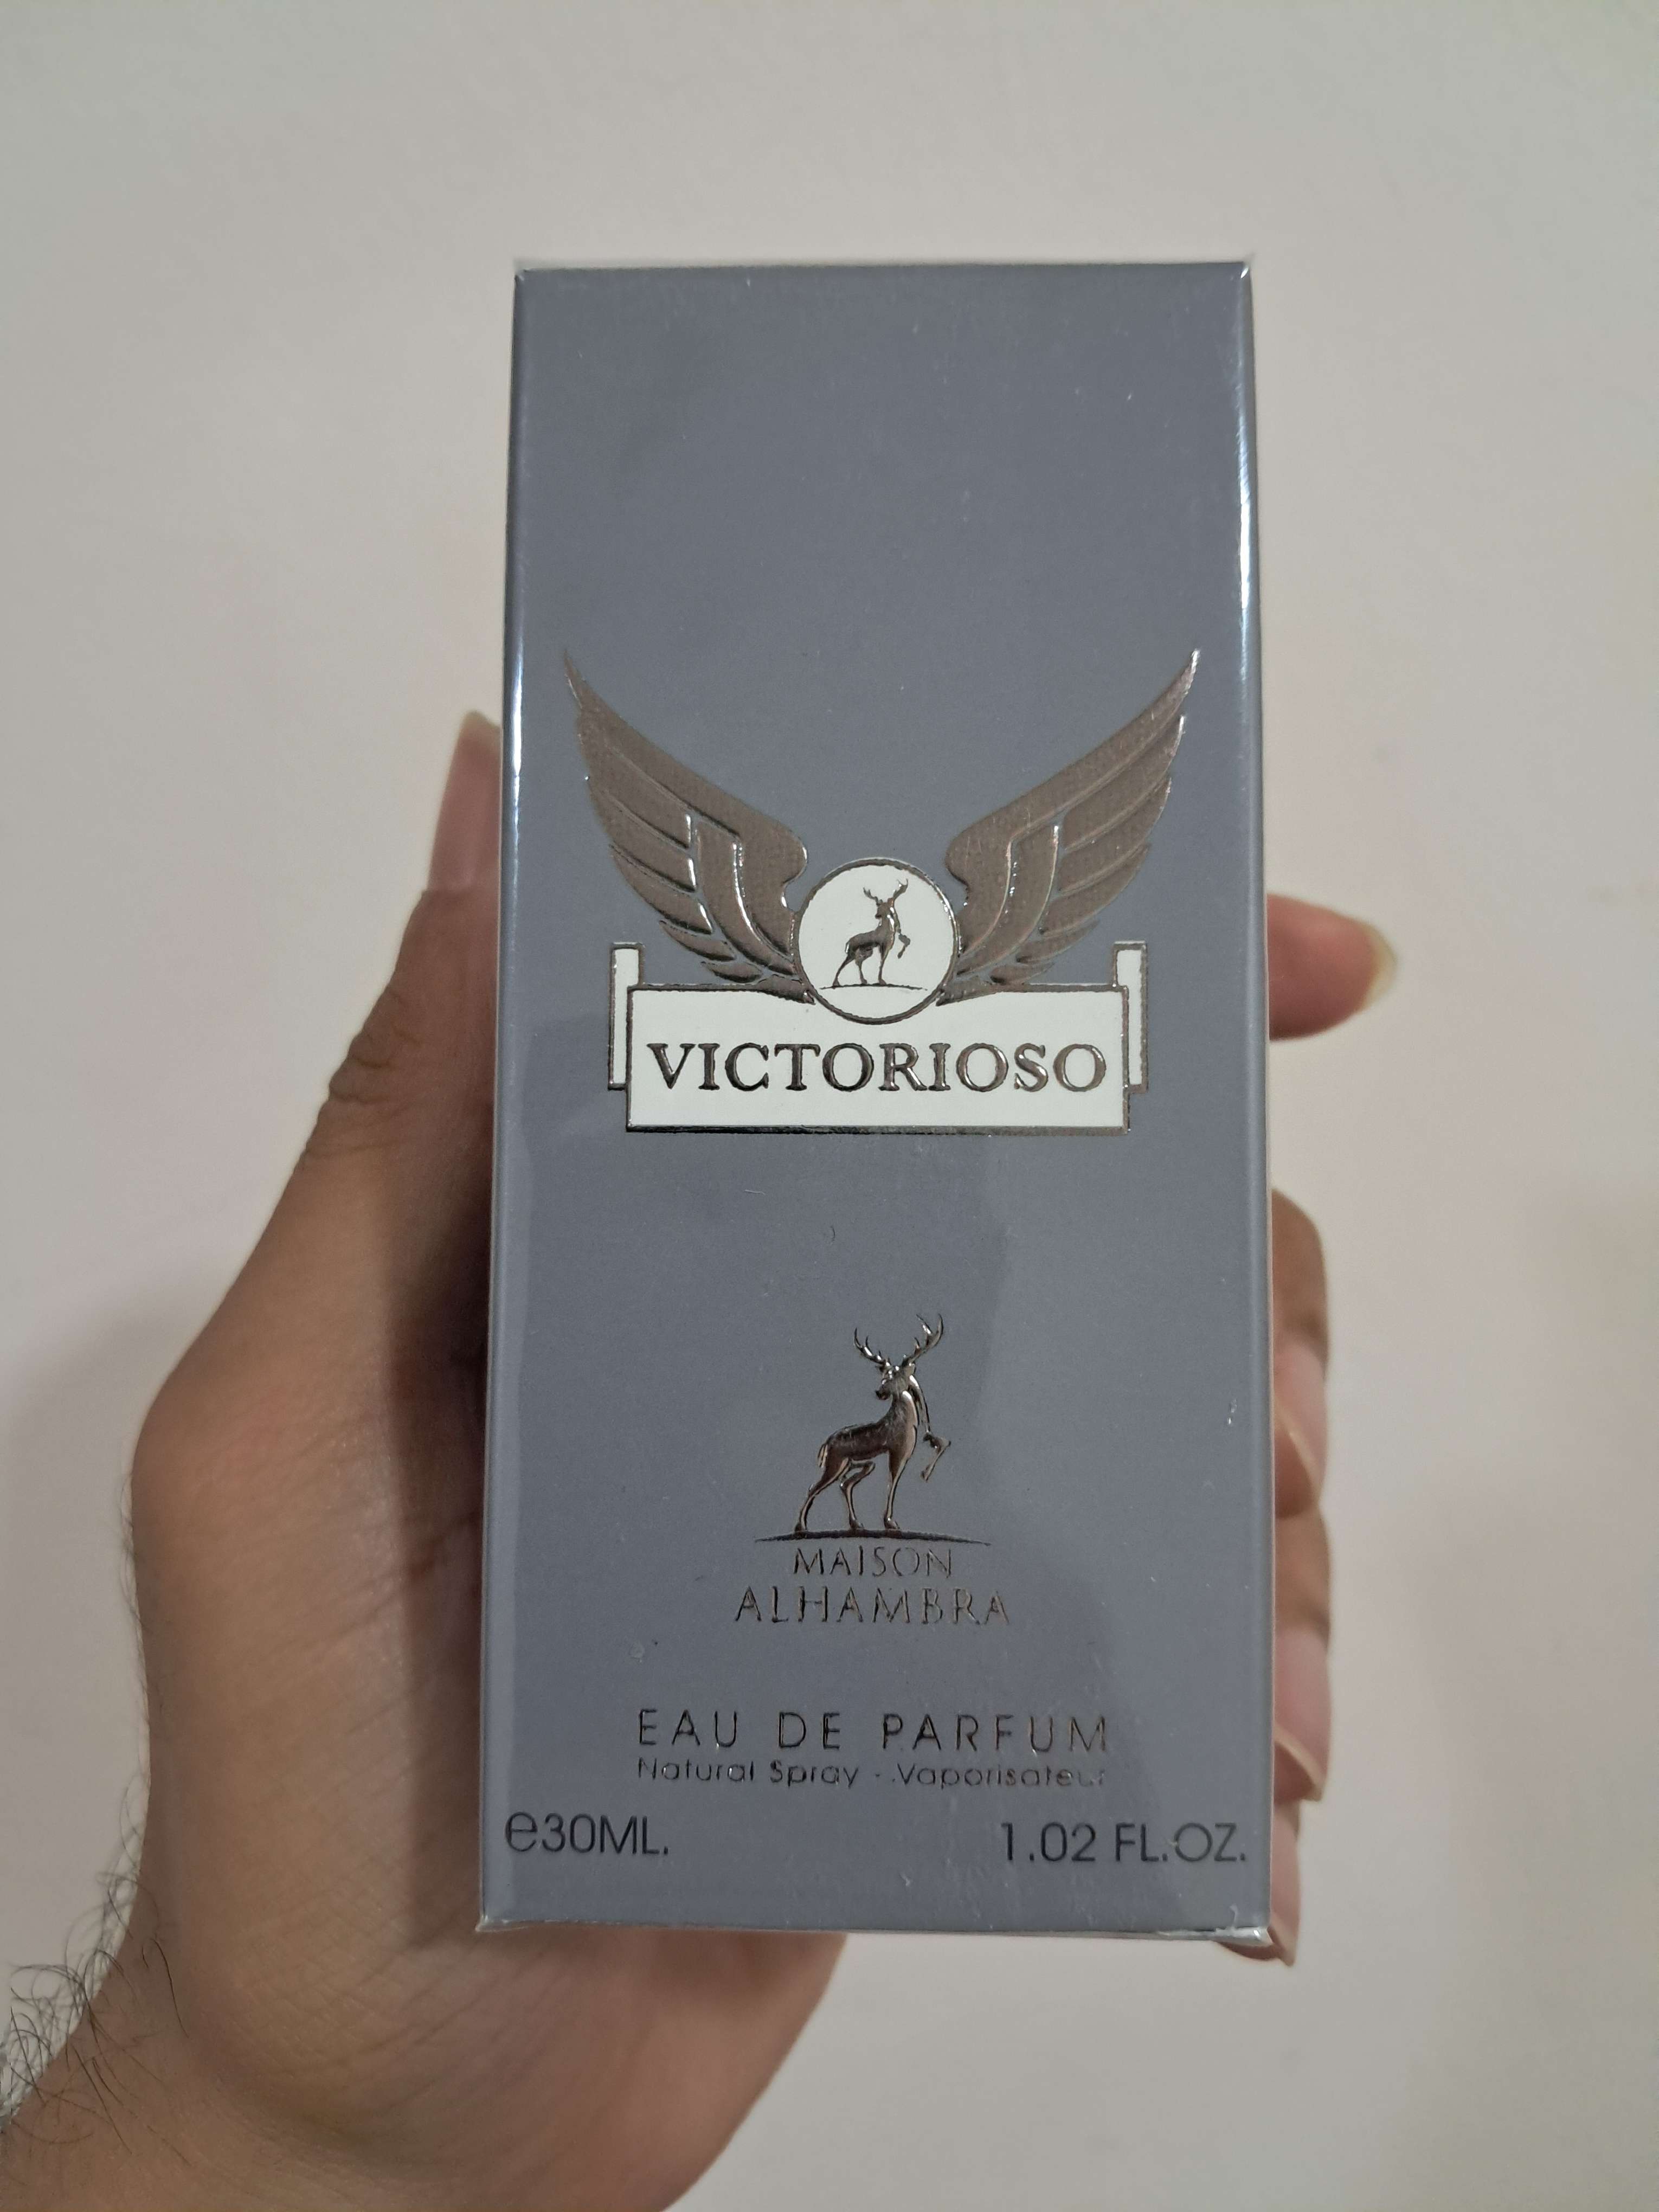 VICTORIOSO
MAISON
ALHAMBRA
EAU DE PARFUM
Natural Spray - Vaporisateur
℮30ML. 1.02 FL.OZ.